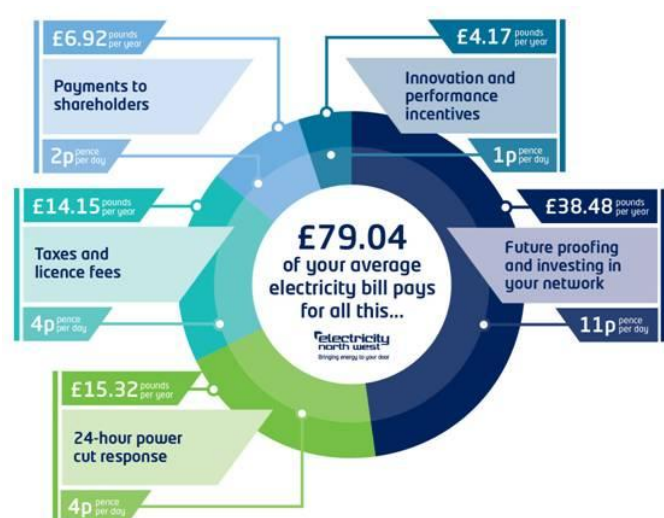 £6.92 pounds per year
Payments to
shareholders
2p pence per day
£4.17 pounds per year
Innovation and
performance
incentives
1p pence per day
£14.15 pounds per year
Taxes and
licence fees
4p pence per day
£79.04
of your average
electricity bill pays
for all this...
electricity
north west
Bringing energy to your door
£38.48 pounds per year
Future proofing
and investing in
your network
11p pence per day
£15.32 pounds per year
24-hour power
cut response
4p pence per day